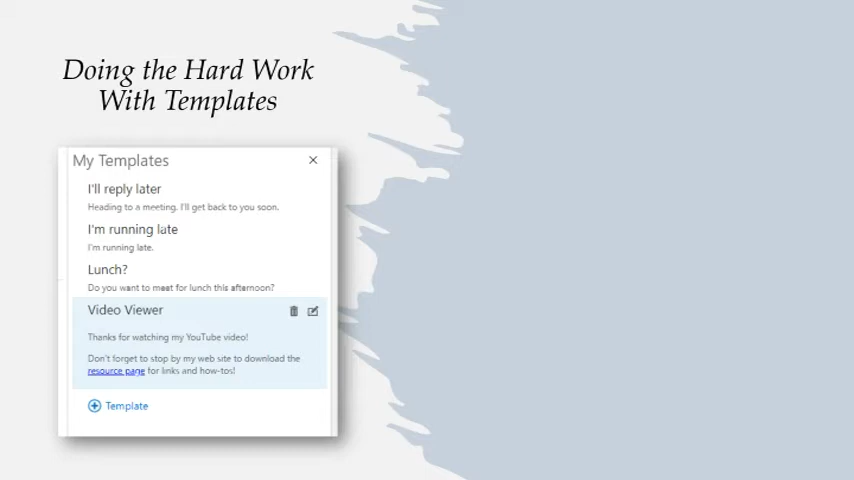 Doing the Hard Work
With Templates
My Templates
I'll reply later
Heading to a meeting. I'll get back to you soon.
I'm running late
I'm running late.
Lunch?
Do you want to meet for lunch this afternoon?
Video Viewer
Thanks for watching my YouTube video!
Don't forget to stop by my web site to download the
resource page for links and how-tos!
Template